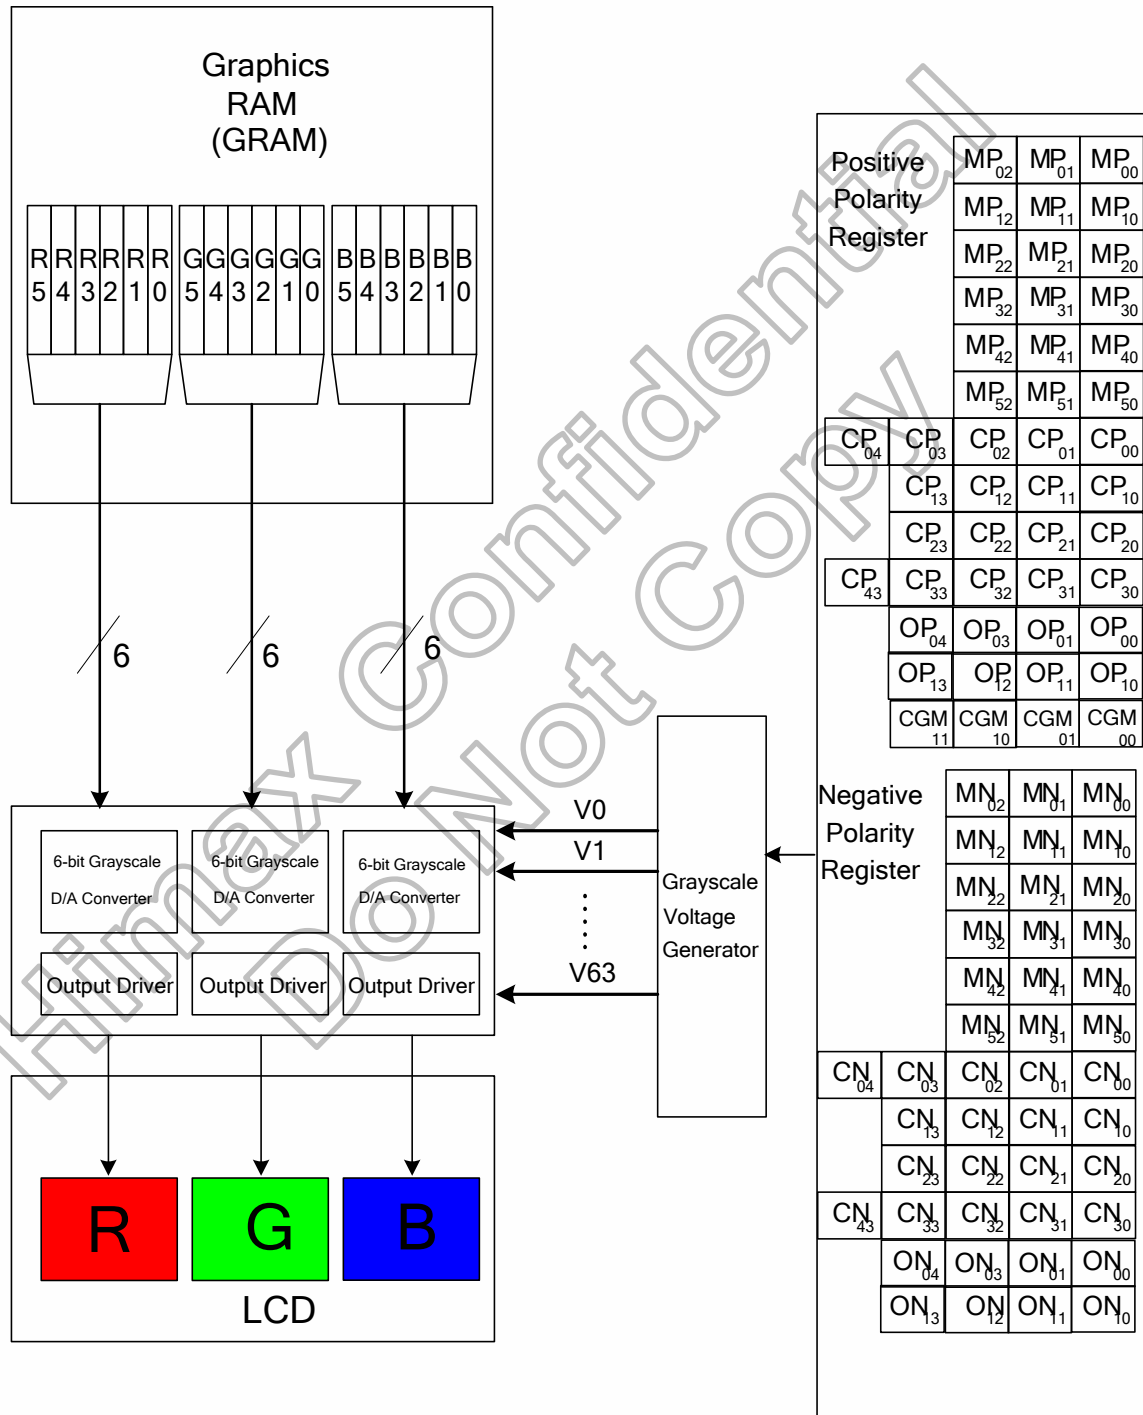 Graphics
RAM
(GRAM)
R5 R4 R3 R2 R1 R0 G5 G4 G3 G2 G1 G0 B5 B4 B3 B2 B1 B0
6 6 6
6-bit Grayscale D/A Converter
6-bit Grayscale D/A Converter
6-bit Grayscale D/A Converter
Output Driver Output Driver Output Driver
V0
V1
V63
Grayscale
Voltage
Generator
R G B
LCD
Positive
Polarity
Register
MP02 MP01 MP00
MP12 MP11 MP10
MP22 MP21 MP20
MP32 MP31 MP30
MP42 MP41 MP40
MP52 MP51 MP50
CP04 CP03 CP02 CP01 CP00
CP13 CP12 CP11 CP10
CP23 CP22 CP21 CP20
CP43 CP33 CP32 CP31 CP30
OP04 OP03 OP01 OP00
OP13 OP12 OP11 OP10
CGM11 CGM10 CGM01 CGM00
Negative
Polarity
Register
MN02 MN01 MN00
MN12 MN11 MN10
MN22 MN21 MN20
MN32 MN31 MN30
MN42 MN41 MN40
MN52 MN51 MN50
CN04 CN03 CN02 CN01 CN00
CN13 CN12 CN11 CN10
CN23 CN22 CN21 CN20
CN43 CN33 CN32 CN31 CN30
ON04 ON03 ON01 ON00
ON13 ON12 ON11 ON10
Himax Confidential
Do Not Copy